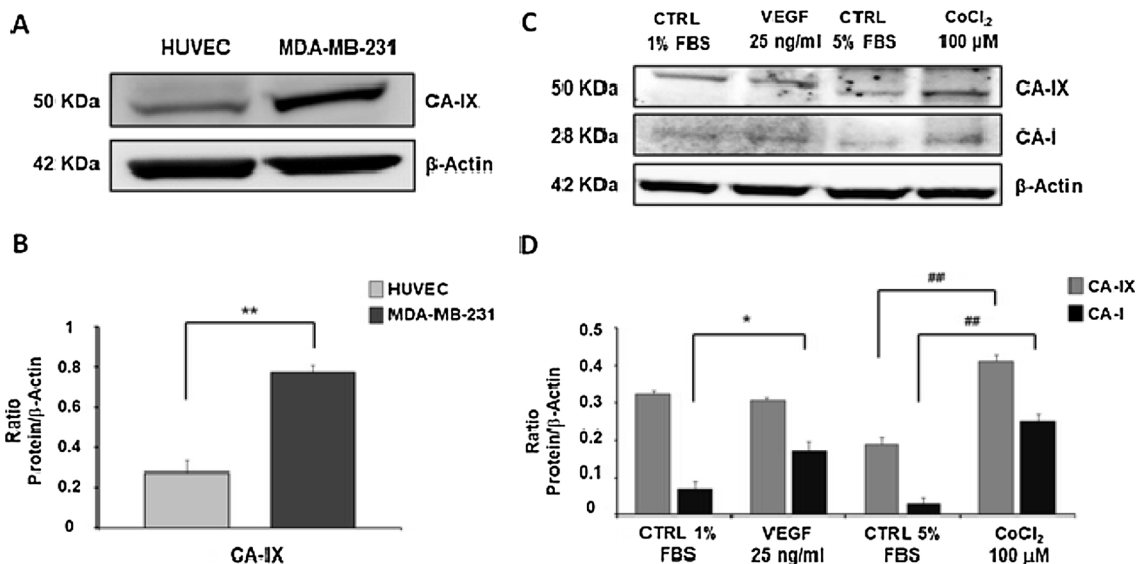 A
HUVEC MDA-MB-231
50 KDa CA-IX
42 KDa β-Actin
B
HUVEC
MDA-MB-231
**
Ratio
Protein/β-Actin
1
0.8
0.6
0.4
0.2
0
CA-IX
C
CTRL
1% FBS
VEGF
25 ng/ml
CTRL
5% FBS
CoCl₂
100 µM
50 KDa CA-IX
28 KDa CA-I
42 KDa β-Actin
D
CA-IX
CA-I
##
##
*
Ratio
Protein/β-Actin
0.5
0.4
0.3
0.2
0.1
0
CTRL 1%
FBS
VEGF
25 ng/ml
CTRL 5%
FBS
CoCl₂
100 µM